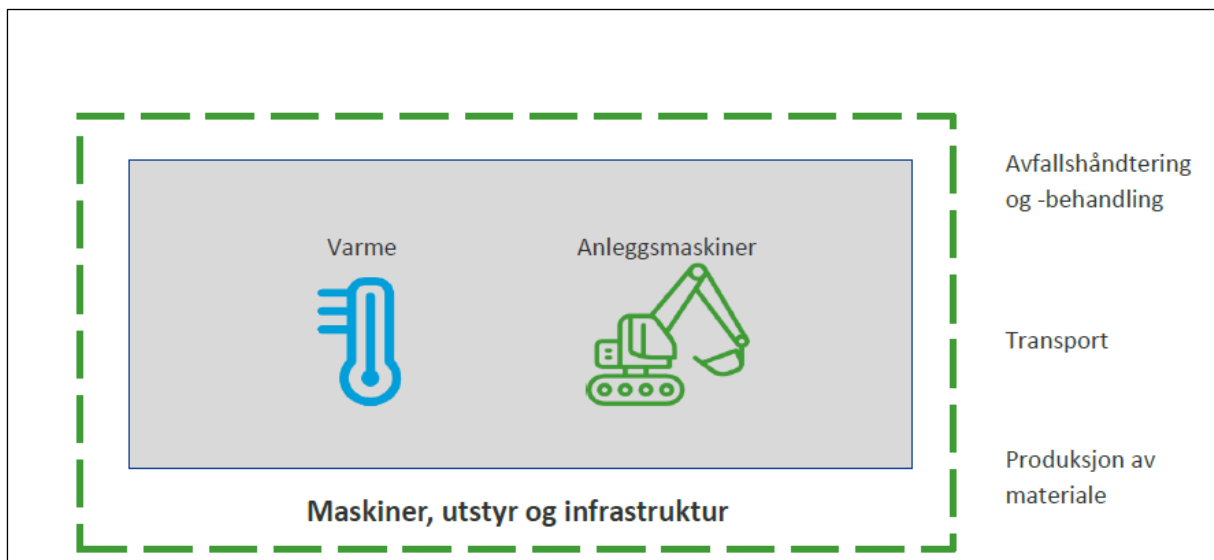 Varme
Anleggsmaskiner
Maskiner, utstyr og infrastruktur
Avfallshåndtering
og -behandling
Transport
Produksjon av
materiale